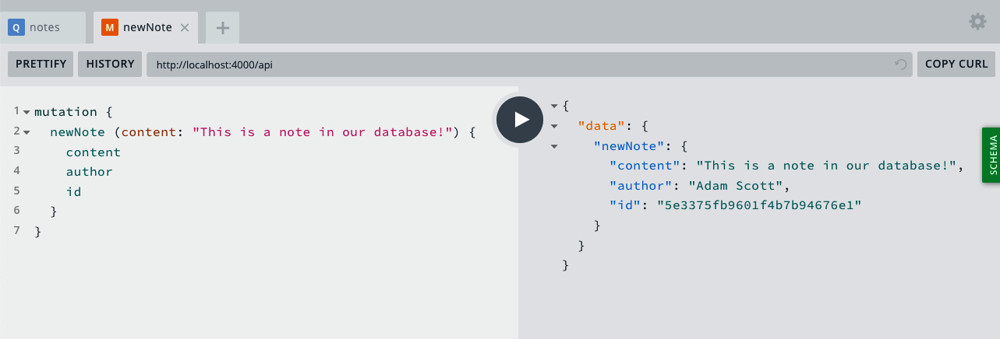 Q notes
M newNote
PRETTIFY HISTORY http://localhost:4000/api COPY CURL
1 mutation {
2 newNote (content: "This is a note in our database!") {
3 content
4 author
5 id
6 }
7 }
{
"data": {
"newNote": {
"content": "This is a note in our database!",
"author": "Adam Scott",
"id": "5e3375fb9601f4b7b94676e1"
}
}
}
SCHEMA